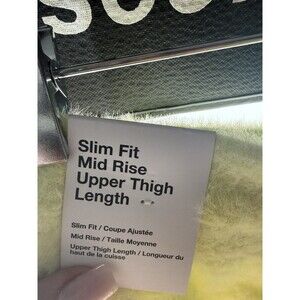 Slim Fit
Mid Rise
Upper Thigh
Length
Slim Fit / Coupe Ajustée
Mid Rise / Taille Moyenne
Upper Thigh Length / Longueur du
haut de la cuisse